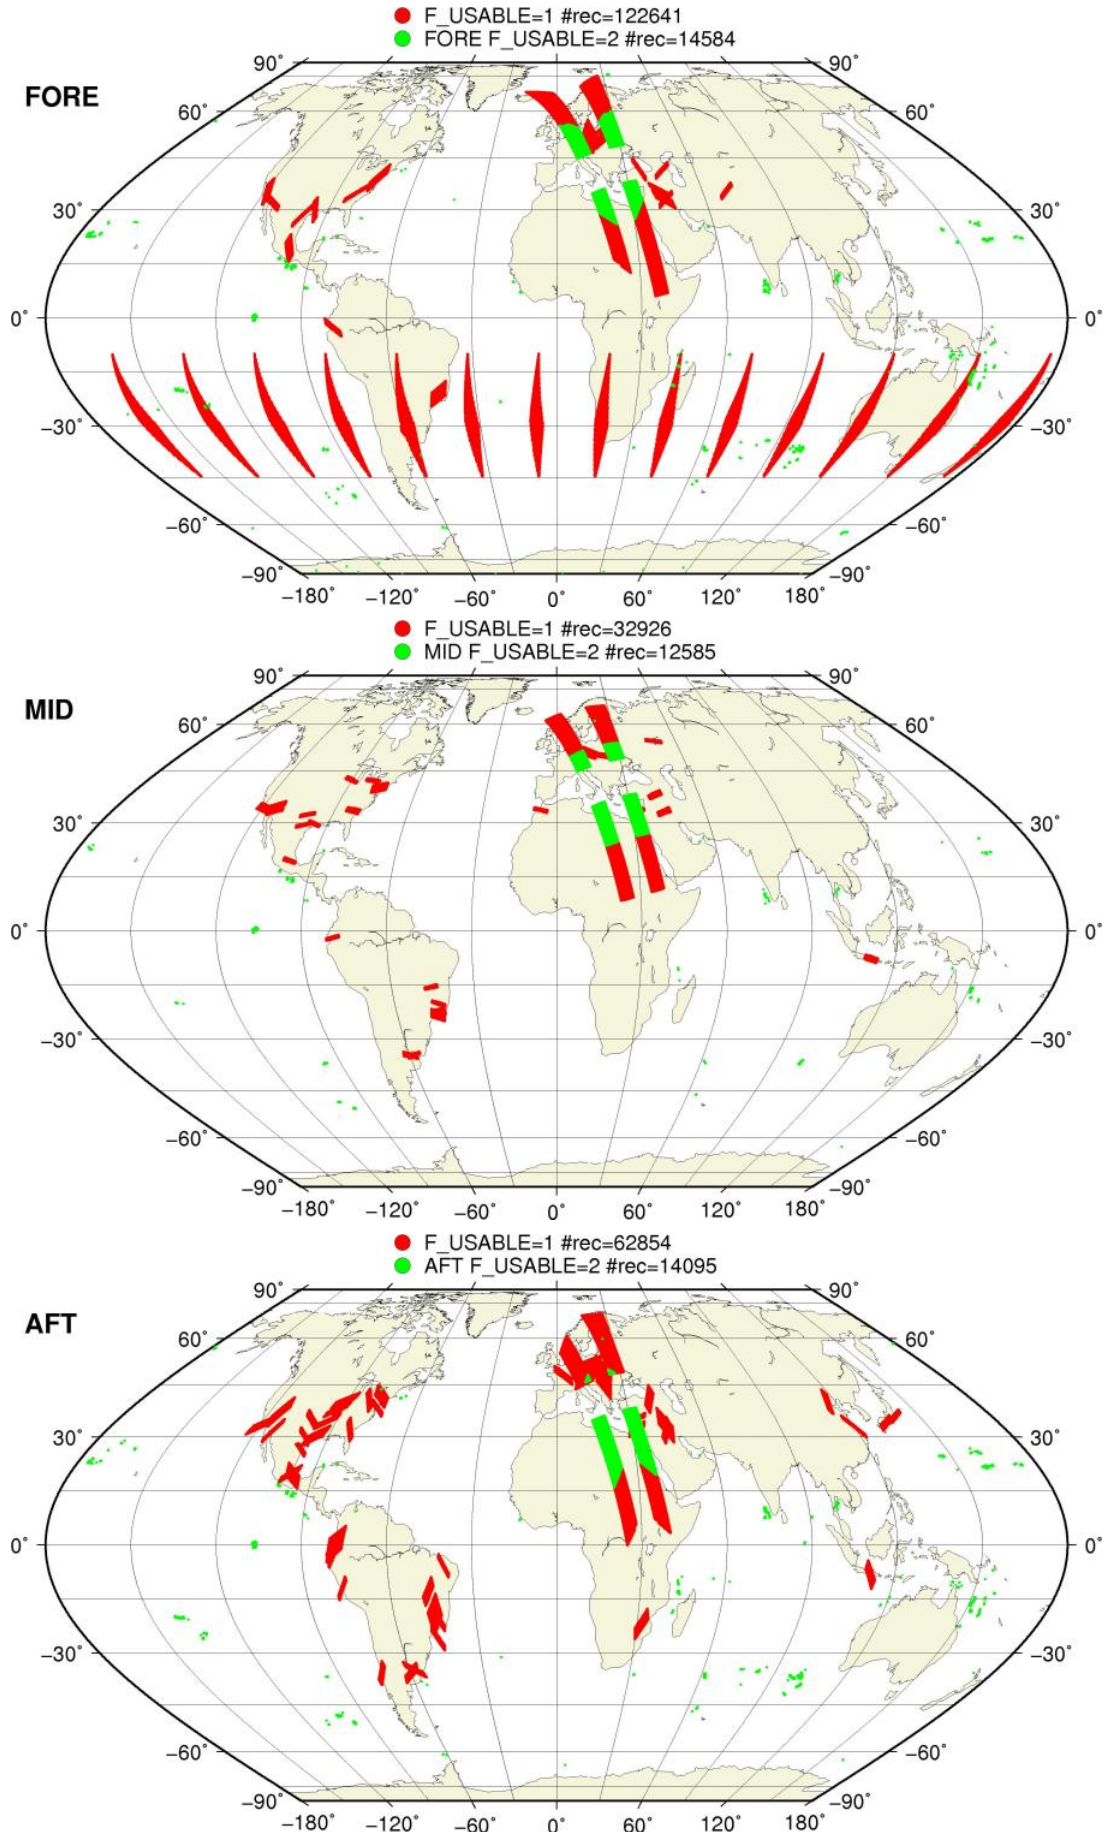 F_USABLE=1 #rec=122641
FORE F_USABLE=2 #rec=14584
FORE
90° 90°
60° 60°
30° 30°
0° 0°
−30° −30°
−60° −60°
−90° −90°
−180° −120° −60° 0° 60° 120° 180°
F_USABLE=1 #rec=32926
MID F_USABLE=2 #rec=12585
MID
90° 90°
60° 60°
30° 30°
0° 0°
−30° −30°
−60° −60°
−90° −90°
−180° −120° −60° 0° 60° 120° 180°
F_USABLE=1 #rec=62854
AFT F_USABLE=2 #rec=14095
AFT
90° 90°
60° 60°
30° 30°
0° 0°
−30° −30°
−60° −60°
−90° −90°
−180° −120° −60° 0° 60° 120° 180°